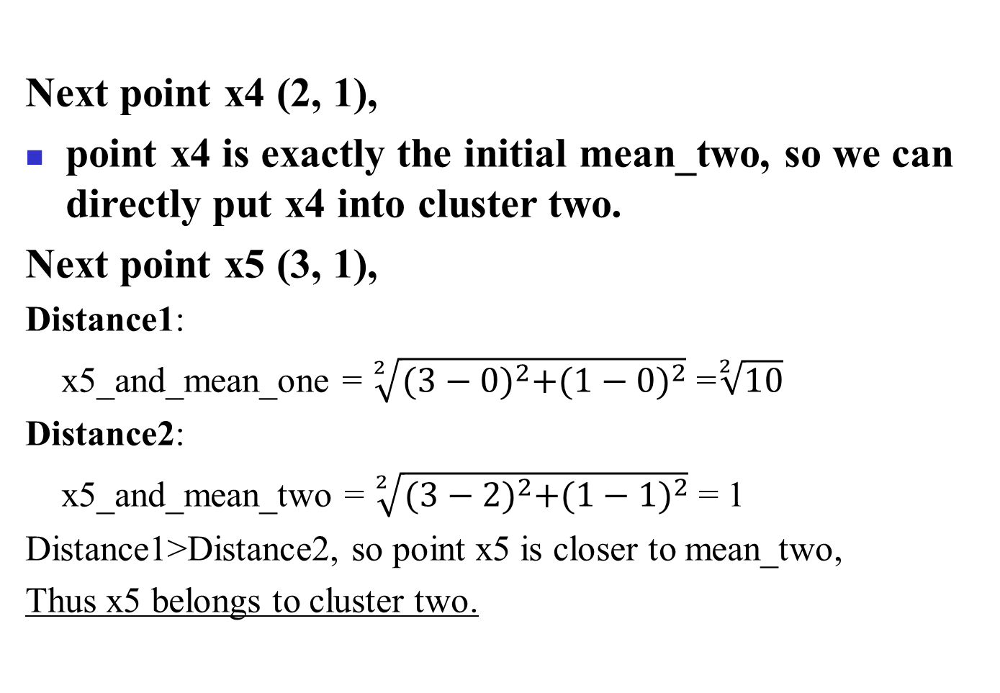 Next point x4 (2, 1),
▪ point x4 is exactly the initial mean_two, so we can
directly put x4 into cluster two.
Next point x5 (3, 1),
Distance1:
x5_and_mean_one = ²√(3 − 0)²+(1 − 0)² =²√10
Distance2:
x5_and_mean_two = ²√(3 − 2)²+(1 − 1)² = 1
Distance1>Distance2, so point x5 is closer to mean_two,
Thus x5 belongs to cluster two.